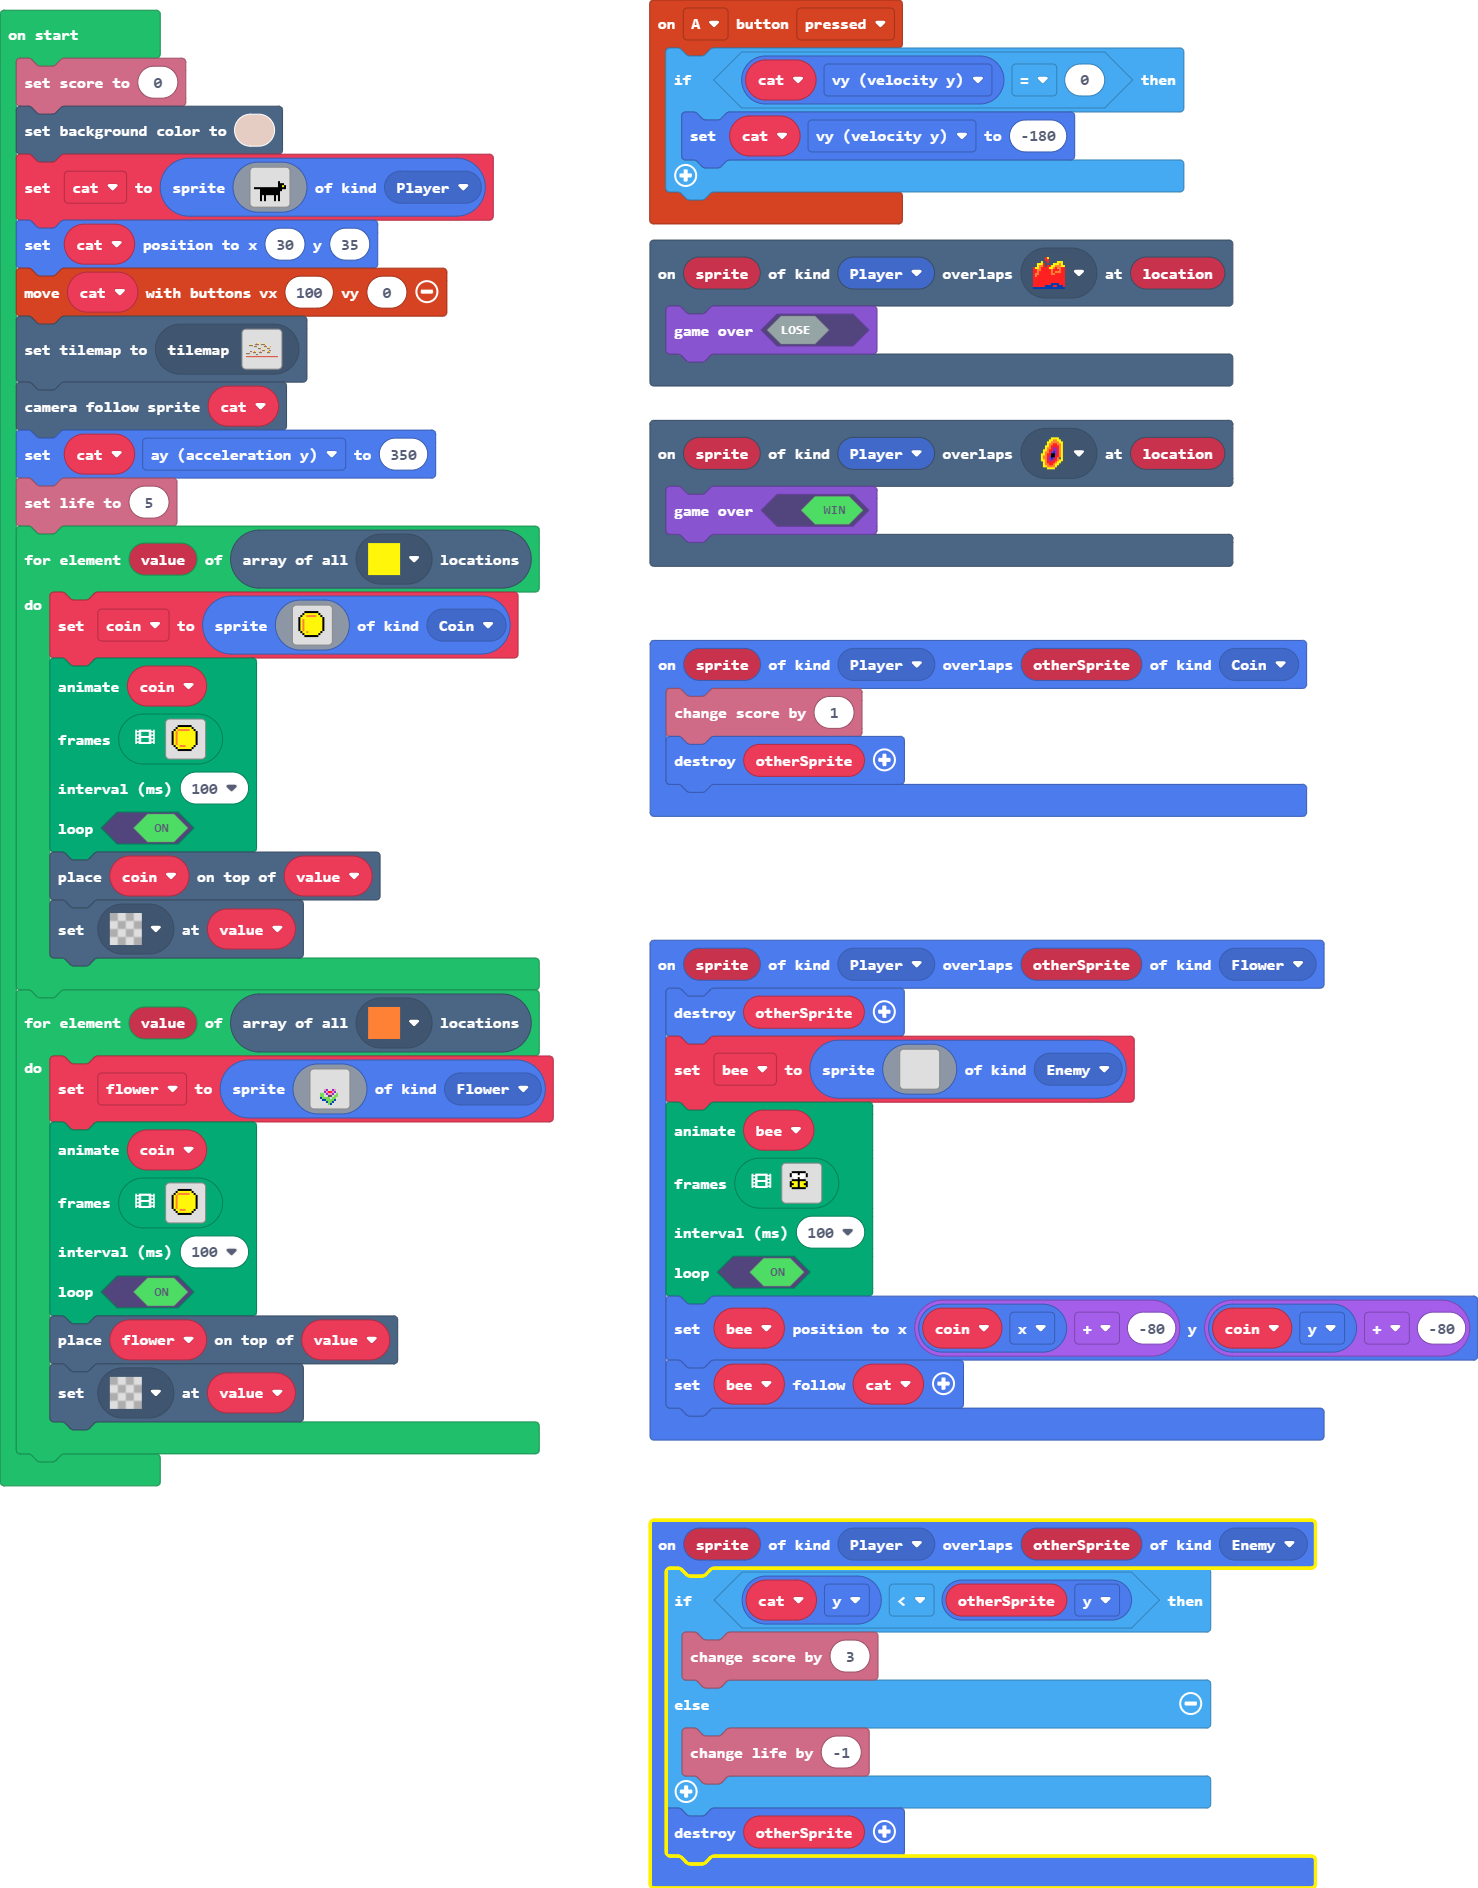 on start
set score to 0
set background color to
set cat to sprite of kind Player
set cat position to x 30 y 35
move cat with buttons vx 100 vy 0
set tilemap to tilemap
camera follow sprite cat
set cat ay (acceleration y) to 350
set life to 5
for element value of array of all locations
do
set coin to sprite of kind Coin
animate coin
frames
interval (ms) 100
loop ON
place coin on top of value
set at value
for element value of array of all locations
do
set flower to sprite of kind Flower
animate coin
frames
interval (ms) 100
loop ON
place flower on top of value
set at value
on A button pressed
if cat vy (velocity y) = 0 then
set cat vy (velocity y) to -180
on sprite of kind Player overlaps at location
game over LOSE
on sprite of kind Player overlaps at location
game over WIN
on sprite of kind Player overlaps otherSprite of kind Coin
change score by 1
destroy otherSprite
on sprite of kind Player overlaps otherSprite of kind Flower
destroy otherSprite
set bee to sprite of kind Enemy
animate bee
frames
interval (ms) 100
loop ON
set bee position to x coin x + -80 y coin y + -80
set bee follow cat
on sprite of kind Player overlaps otherSprite of kind Enemy
if cat y < otherSprite y then
change score by 3
else
change life by -1
destroy otherSprite